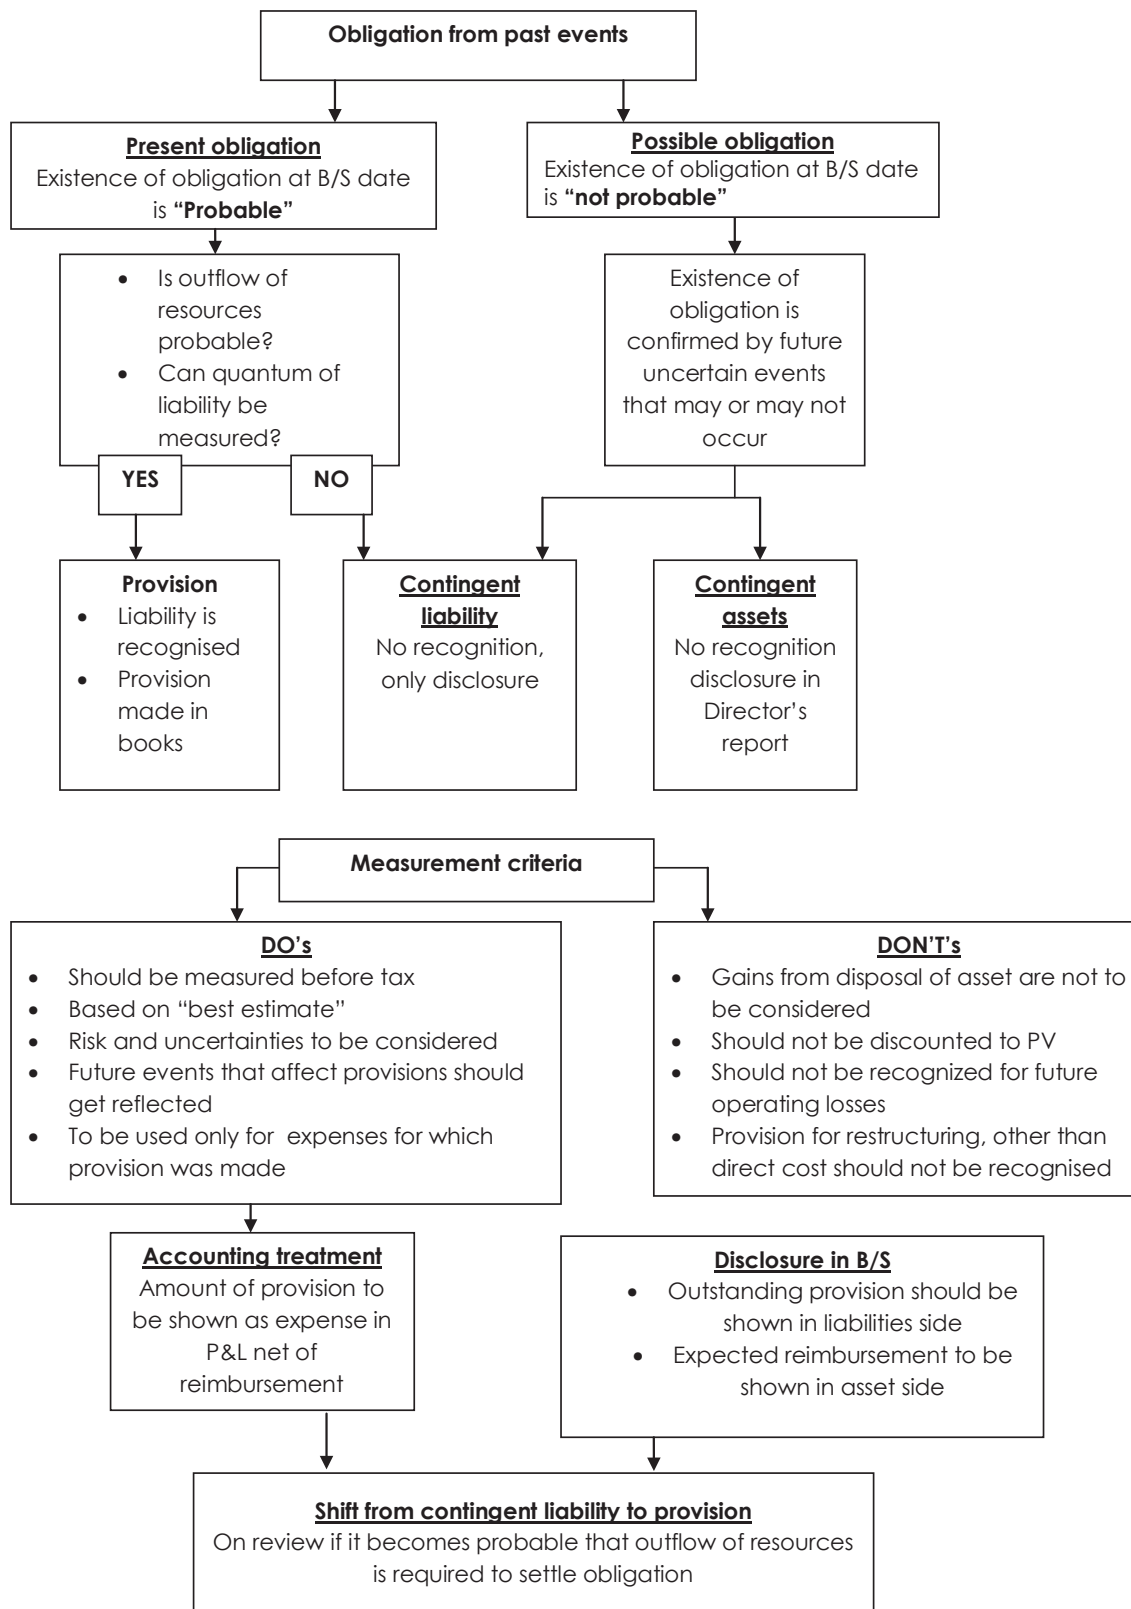 Obligation from past events
Present obligation
Existence of obligation at B/S date
is “Probable”
Possible obligation
Existence of obligation at B/S date
is “not probable”
• Is outflow of
resources
probable?
• Can quantum of
liability be
measured?
Existence of
obligation is
confirmed by future
uncertain events
that may or may not
occur
YES
NO
Provision
• Liability is
recognised
• Provision
made in
books
Contingent
liability
No recognition,
only disclosure
Contingent
assets
No recognition
disclosure in
Director’s
report
Measurement criteria
DO’s
• Should be measured before tax
• Based on “best estimate”
• Risk and uncertainties to be considered
• Future events that affect provisions should
get reflected
• To be used only for expenses for which
provision was made
DON’T’s
• Gains from disposal of asset are not to
be considered
• Should not be discounted to PV
• Should not be recognized for future
operating losses
• Provision for restructuring, other than
direct cost should not be recognised
Accounting treatment
Amount of provision to
be shown as expense in
P&L net of
reimbursement
Disclosure in B/S
• Outstanding provision should be
shown in liabilities side
• Expected reimbursement to be
shown in asset side
Shift from contingent liability to provision
On review if it becomes probable that outflow of resources
is required to settle obligation